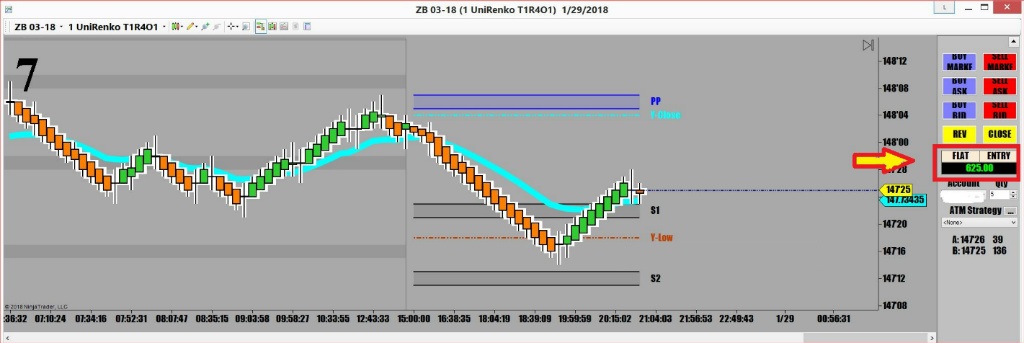 ZB 03-18 (1 UniRenko T1R4O1)  1/29/2018
L
ZB 03-18 - 1 UniRenko T1R4O1 -
7
148'12
148'08
148'04
148'00
14725
147.73435
14720
14716
14712
14708
PP
Y-Close
S1
Y-Low
S2
BUY MARKE
SELL MARKE
BUY ASK
SELL ASK
BUY BID
SELL BID
REV
CLOSE
FLAT
ENTRY
625.00
Account
Qty
5
ATM Strategy
...
<None>
A: 14726 39
B: 14725 136
© 2018 NinjaTrader, LLC
:36:32 07:10:24 07:34:16 07:52:31 08:07:47 08:35:15 09:03:58 09:58:27 10:33:55 12:43:33 15:00:00 16:38:35 18:04:19 18:39:09 19:59:59 20:15:02 21:04:03 21:56:53 22:49:43 1/29 00:56:31